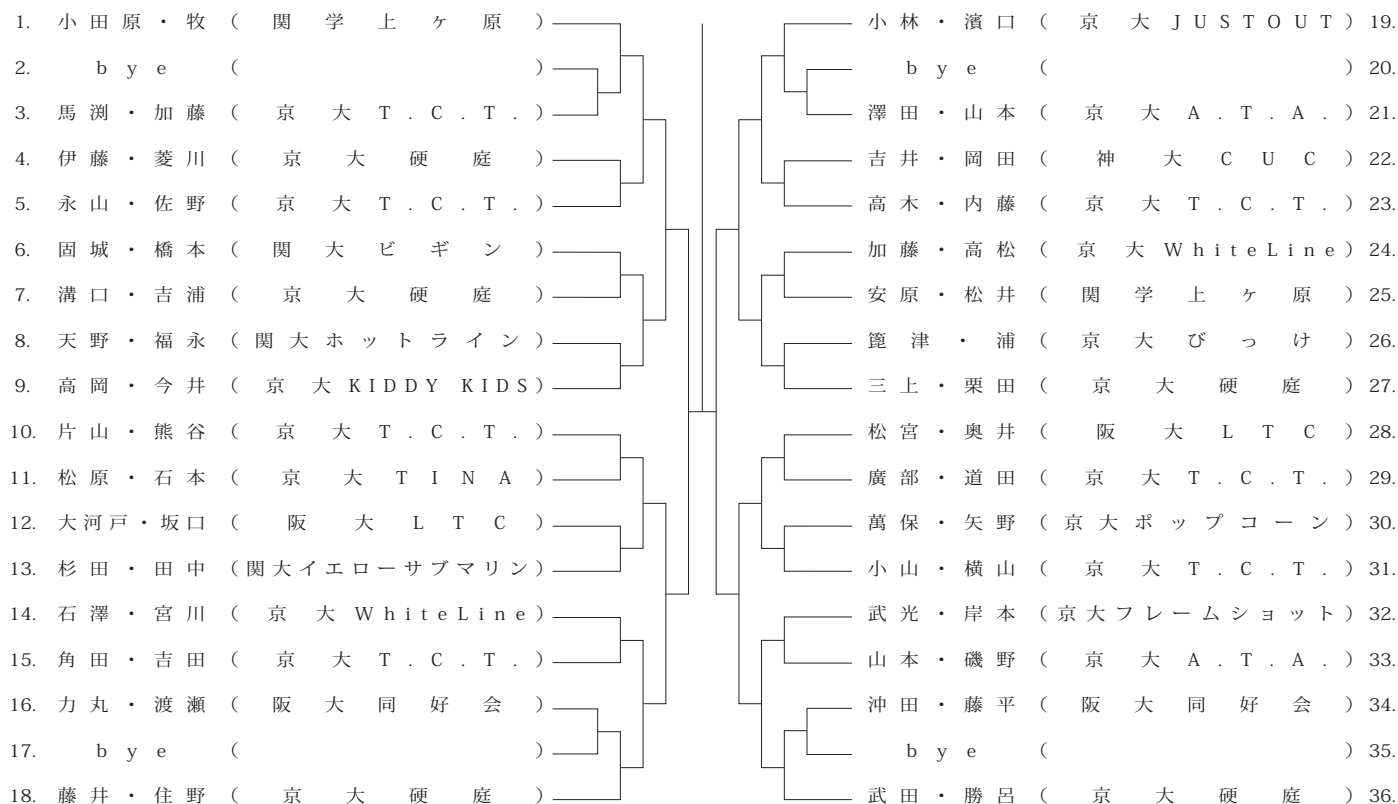 1. 小田原・牧 (関学上ヶ原)
2. bye ( )
3. 馬渕・加藤 (京大T.C.T.)
4. 伊藤・菱川 (京大硬庭)
5. 永山・佐野 (京大T.C.T.)
6. 固城・橋本 (関大ビギン)
7. 溝口・吉浦 (京大硬庭)
8. 天野・福永 (関大ホットライン)
9. 高岡・今井 (京大KIDDY KIDS)
10. 片山・熊谷 (京大T.C.T.)
11. 松原・石本 (京大TINA)
12. 大河戸・坂口 (阪大LTC)
13. 杉田・田中 (関大イエローサブマリン)
14. 石澤・宮川 (京大WhiteLine)
15. 角田・吉田 (京大T.C.T.)
16. 力丸・渡瀬 (阪大同好会)
17. bye ( )
18. 藤井・住野 (京大硬庭)
小林・濱口 (京大JUSTOUT) 19.
bye ( ) 20.
澤田・山本 (京大A.T.A.) 21.
吉井・岡田 (神大CUC) 22.
高木・内藤 (京大T.C.T.) 23.
加藤・高松 (京大WhiteLine) 24.
安原・松井 (関学上ヶ原) 25.
篦津・浦 (京大びっけ) 26.
三上・栗田 (京大硬庭) 27.
松宮・奥井 (阪大LTC) 28.
廣部・道田 (京大T.C.T.) 29.
萬保・矢野 (京大ポップコーン) 30.
小山・横山 (京大T.C.T.) 31.
武光・岸本 (京大フレームショット) 32.
山本・磯野 (京大A.T.A.) 33.
沖田・藤平 (阪大同好会) 34.
bye ( ) 35.
武田・勝呂 (京大硬庭) 36.